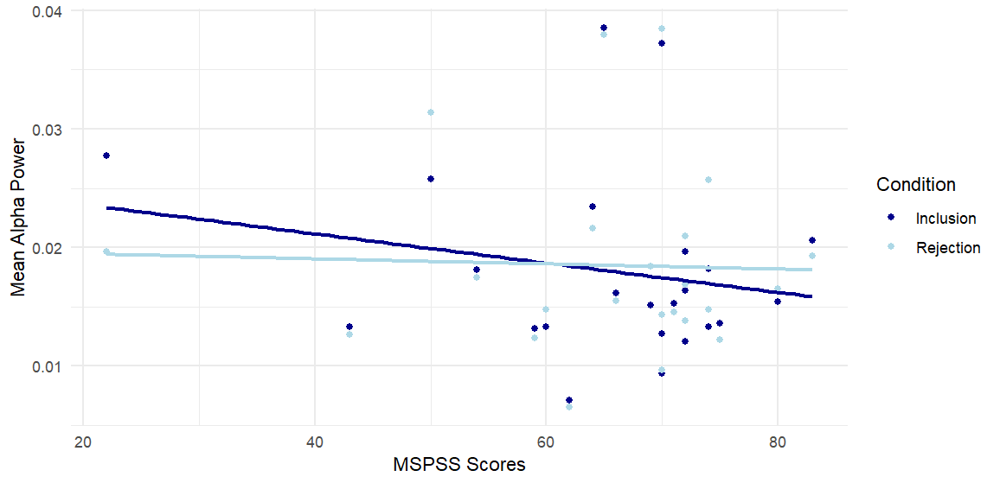 0.04
0.03
0.02
0.01
Mean Alpha Power
20
40
60
80
MSPSS Scores
Condition
Inclusion
Rejection